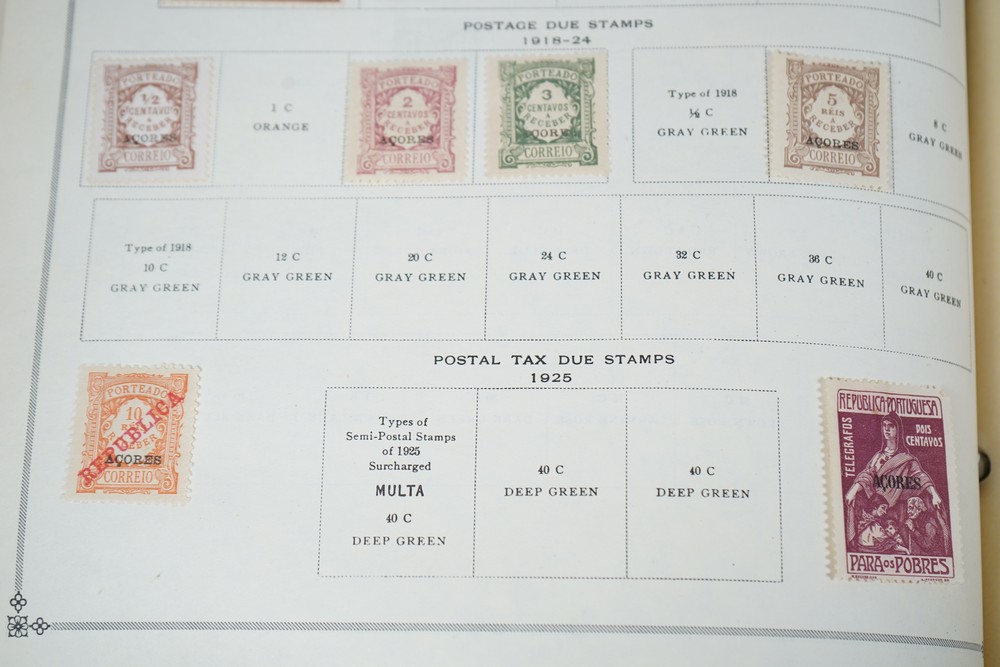 POSTAGE DUE STAMPS
1918-24
PORTEADO
½
CENTAVOS
A
RECEBER
AÇORES
CORREIO
1 C
ORANGE
PORTEADO
2
CENTAVOS
A
RECEBER
AÇORES
CORREIO
PORTEADO
3
CENTAVOS
A
RECEBER
AÇORES
CORREIO
Type of 1918
½ C
GRAY GREEN
PORTEADO
5
REIS
A
RECEBER
AÇORES
CORREIO
8 C
GRAY GREEN
Type of 1918
10 C
GRAY GREEN
12 C
GRAY GREEN
20 C
GRAY GREEN
24 C
GRAY GREEN
32 C
GRAY GREEN
36 C
GRAY GREEN
40 C
GRAY GREEN
POSTAL TAX DUE STAMPS
1925
PORTEADO
10
RECEBER
REPUBLICA
AÇORES
CORREIO
Types of
Semi-Postal Stamps
of 1925
Surcharged
MULTA
40 C
DEEP GREEN
40 C
DEEP GREEN
40 C
DEEP GREEN
REPUBLICA PORTUGUESA
TELEGRAFOS
DOIS
CENTAVOS
AÇORES
PARA OS POBRES